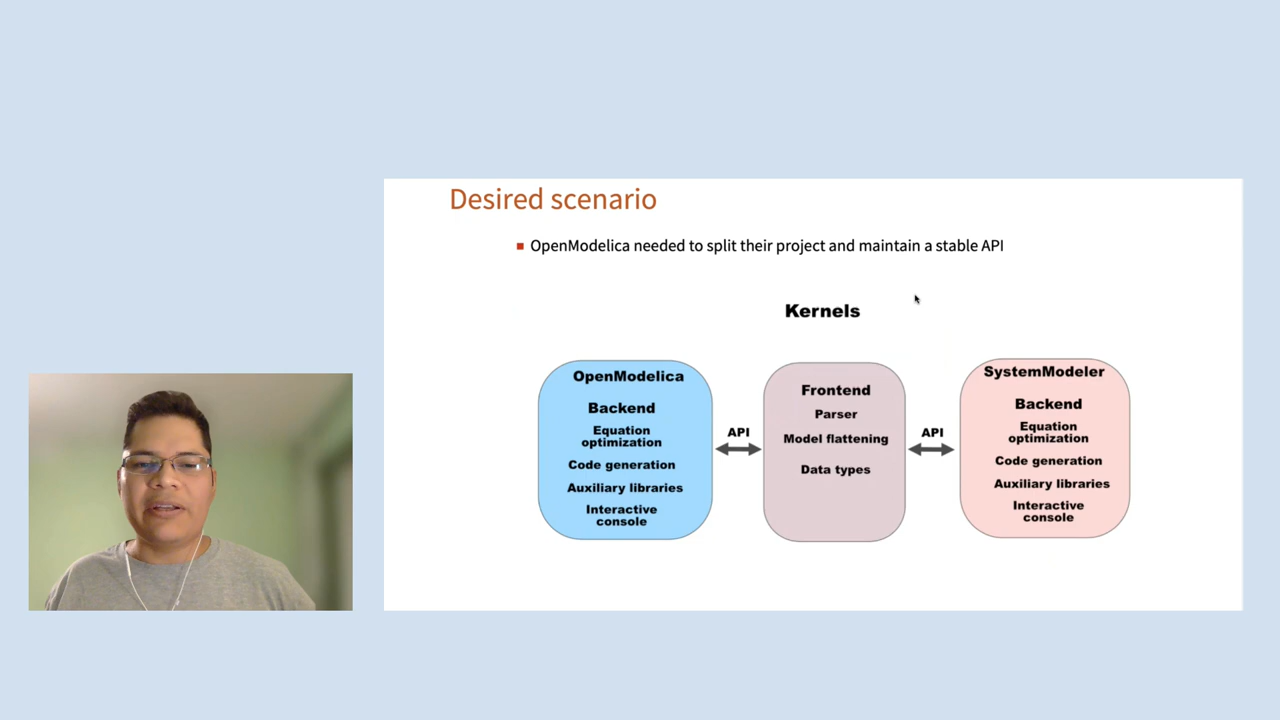 Desired scenario
OpenModelica needed to split their project and maintain a stable API
Kernels
OpenModelica
Backend
Equation
optimization
Code generation
Auxiliary libraries
Interactive
console
API
Frontend
Parser
Model flattening
Data types
API
SystemModeler
Backend
Equation
optimization
Code generation
Auxiliary libraries
Interactive
console